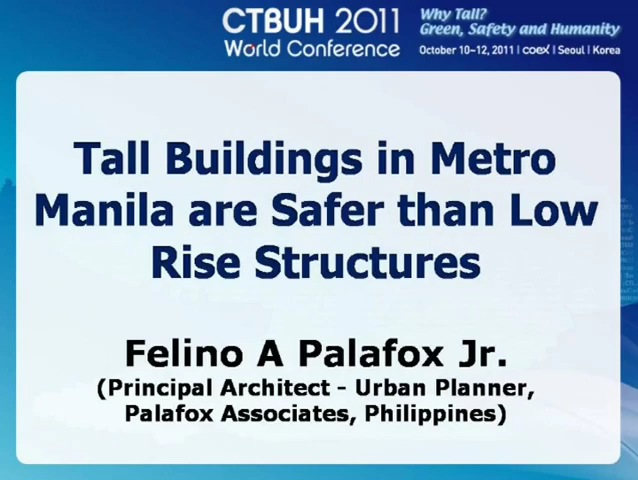 CTBUH 2011
World Conference
Why Tall?
Green, Safety and Humanity
October 10~12, 2011 | coex | Seoul | Korea
Tall Buildings in Metro
Manila are Safer than Low
Rise Structures
Felino A Palafox Jr.
(Principal Architect - Urban Planner,
Palafox Associates, Philippines)